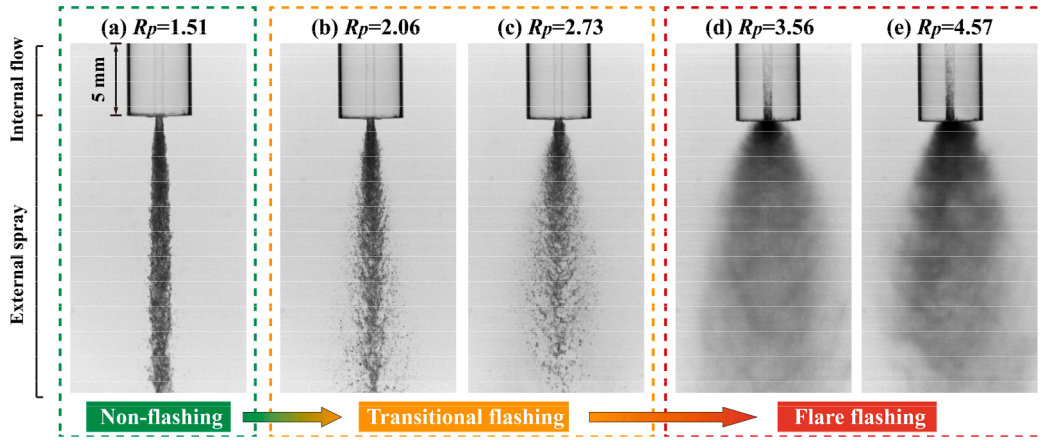 (a) Rp=1.51
(b) Rp=2.06
(c) Rp=2.73
(d) Rp=3.56
(e) Rp=4.57
Internal flow
5 mm
External spray
Non-flashing
Transitional flashing
Flare flashing